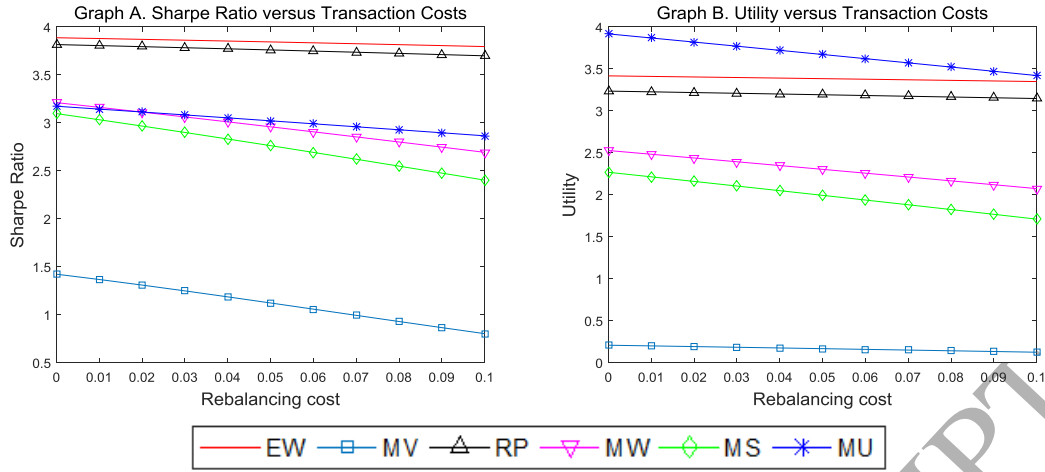 Graph A. Sharpe Ratio versus Transaction Costs
4
3.5
3
2.5
2
1.5
1
0.5
Sharpe Ratio
0 0.01 0.02 0.03 0.04 0.05 0.06 0.07 0.08 0.09 0.1
Rebalancing cost
Graph B. Utility versus Transaction Costs
4
3.5
3
2.5
2
1.5
1
0.5
0
Utility
0 0.01 0.02 0.03 0.04 0.05 0.06 0.07 0.08 0.09 0.1
Rebalancing cost
EW MV RP MW MS MU
IPT